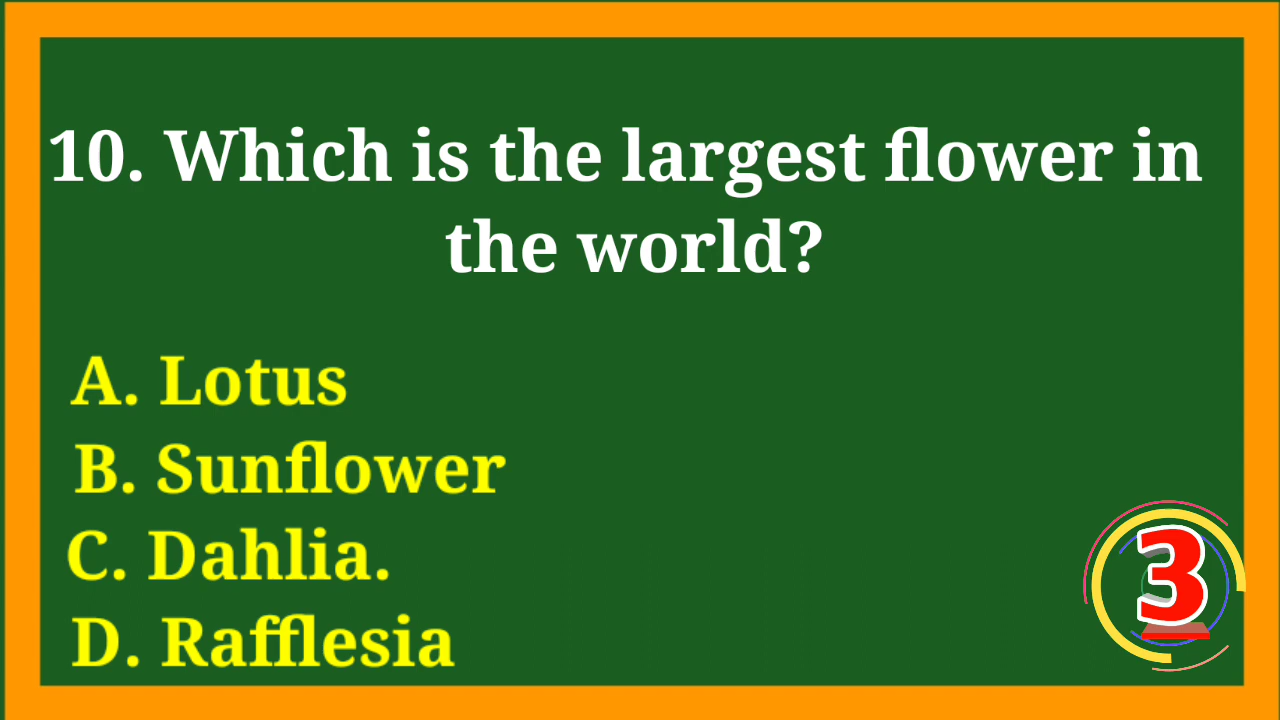 10. Which is the largest flower in
the world?
A. Lotus
B. Sunflower
C. Dahlia.
D. Rafflesia
3